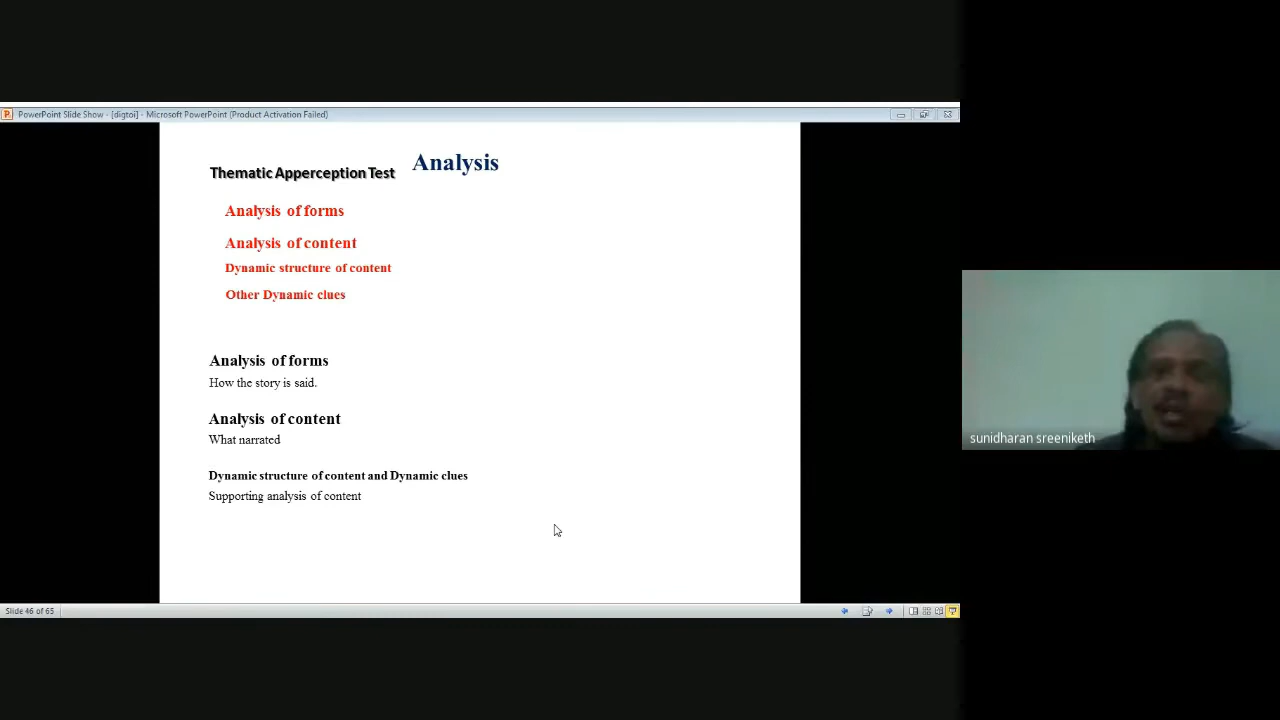 PowerPoint Slide Show - [digtoi] - Microsoft PowerPoint (Product Activation Failed)
Thematic Apperception Test
Analysis
Analysis of forms
Analysis of content
Dynamic structure of content
Other Dynamic clues
Analysis of forms
How the story is said.
Analysis of content
What narrated
Dynamic structure of content and Dynamic clues
Supporting analysis of content
sunidharan sreeniketh
Slide 46 of 65